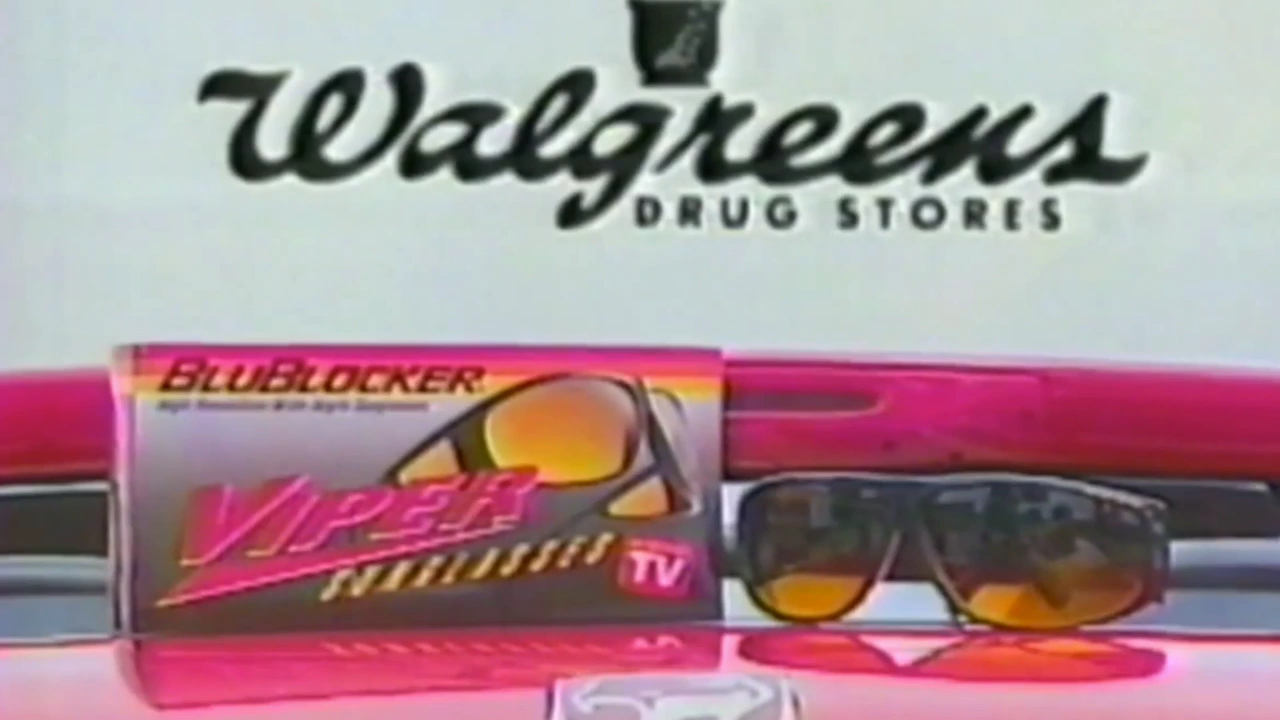 Walgreens
DRUG STORES
BLUBLOCKER
VIPER
SUNGLASSES
TV